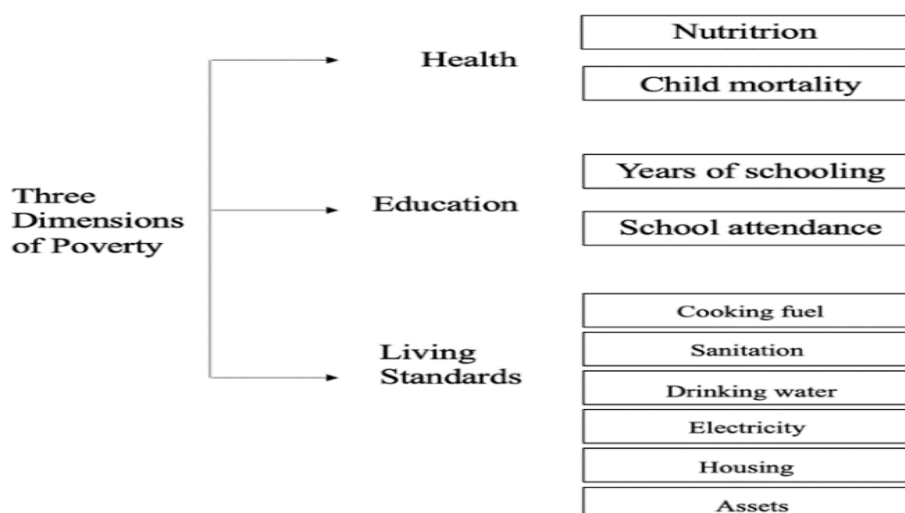 Nutritrion
Health
Child mortality
Years of schooling
Three
Dimensions
of Poverty
Education
School attendance
Cooking fuel
Living
Standards
Sanitation
Drinking water
Electricity
Housing
Assets